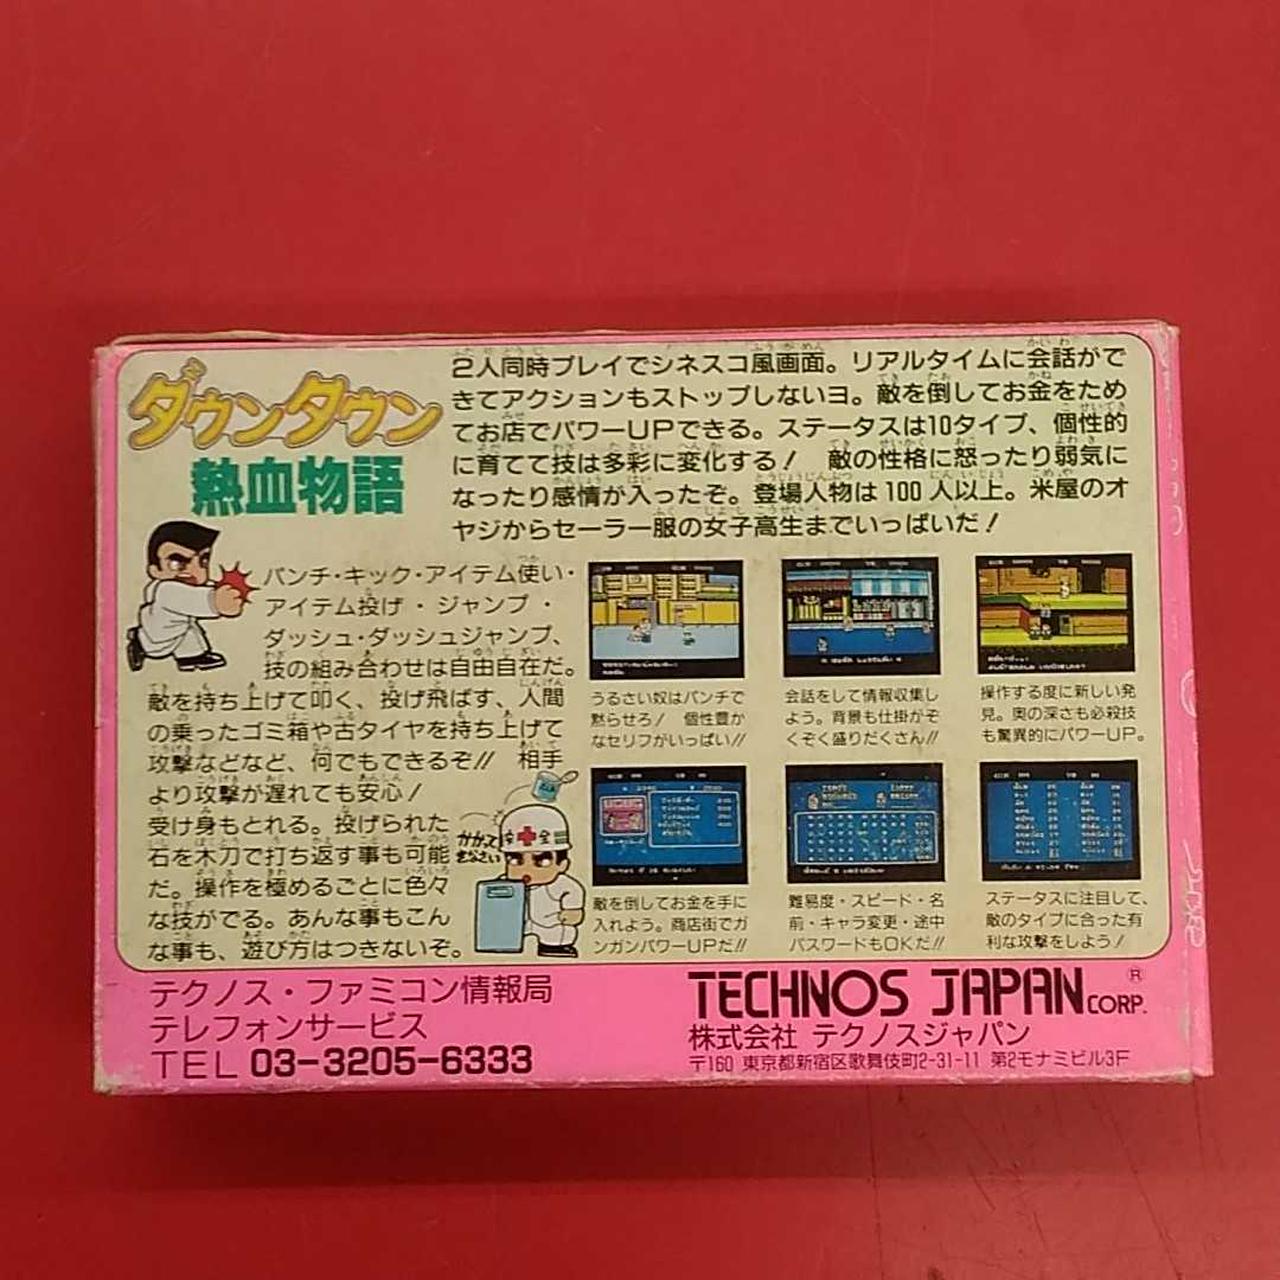 ダウンタウン
熱血物語
2人同時プレイでシネスコ風画面。リアルタイムに会話がで
きてアクションもストップしないヨ。敵を倒してお金をため
てお店でパワーUPできる。ステータスは10タイプ、個性的
に育てて技は多彩に変化する! 敵の性格に怒ったり弱気に
なったり感情が入ったぞ。登場人物は100人以上。米屋のオ
ヤジからセーラー服の女子高生までいっぱいだ!
パンチ・キック・アイテム使い・
アイテム投げ・ジャンプ・
ダッシュ・ダッシュジャンプ、
技の組み合わせは自由自在だ。
敵を持ち上げて叩く、投げ飛ばす、人間
の乗ったゴミ箱や古タイヤを持ち上げて
攻撃などなど、何でもできるぞ!! 相手
より攻撃が遅れても安心!
受け身もとれる。投げられた
石を木刀で打ち返す事も可能
だ。操作を極めるごとに色々
な技がでる。あんな事もこん
な事も、遊び方はつきないぞ。
かかって
きなさい
安全
うるさい奴はパンチで
黙らせろ! 個性豊か
なセリフがいっぱい!!
会話をして情報収集し
よう。背景も仕掛がぞ
くぞく盛りだくさん!!
操作する度に新しい発
見。奥の深さも必殺技
も驚異的にパワーUP。
敵を倒してお金を手に
入れよう。商店街でガ
ンガンパワーUPだ!!
難易度・スピード・名
前・キャラ変更・途中
パスワードもOKだ!!
ステータスに注目して、
敵のタイプに合った有
利な攻撃をしよう!
テクノス・ファミコン情報局
テレフォンサービス
TEL 03-3205-6333
TECHNOS JAPAN CORP.®
株式会社 テクノスジャパン
〒160 東京都新宿区歌舞伎町2-31-11 第2モナミビル3F